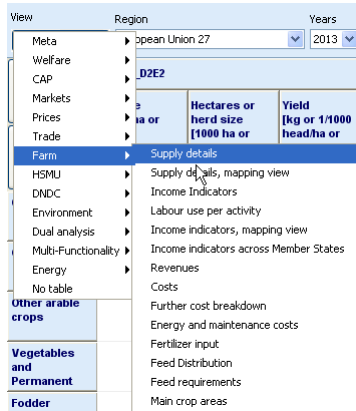 View Region Years
opean Union 27 2013
Meta
Welfare
CAP
Markets
Prices
Trade
Farm
HSMU
DNDC
Environment
Dual analysis
Multi-Functionality
Energy
No table
_D2E2
e
ha or
Hectares or
herd size
[1000 ha or
Yield
[kg or 1/1000
head/ha or
Supply details
Supply details, mapping view
Income Indicators
Labour use per activity
Income indicators, mapping view
Income indicators across Member States
Revenues
Costs
Further cost breakdown
Energy and maintenance costs
Fertilizer input
Feed Distribution
Feed requirements
Main crop areas
Other arable
crops
Vegetables
and
Permanent
Fodder